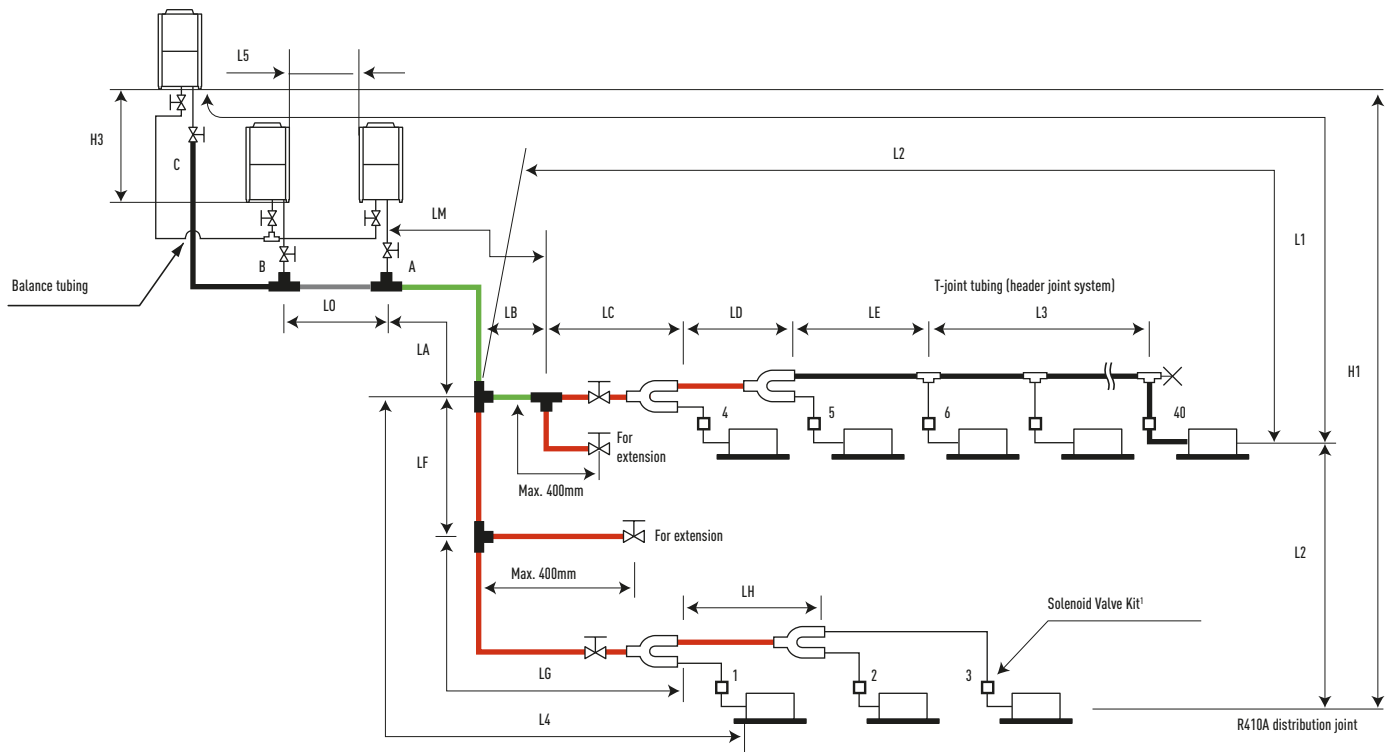 L5
H3
C
L2
LM
L1
Balance tubing
B
A
T-joint tubing (header joint system)
LO
LB
LC
LD
LE
L3
LA
H1
4
5
6
40
For
extension
LF
Max. 400mm
For extension
L2
Max. 400mm
LH
Solenoid Valve Kit¹
LG
1
2
3
L4
R410A distribution joint